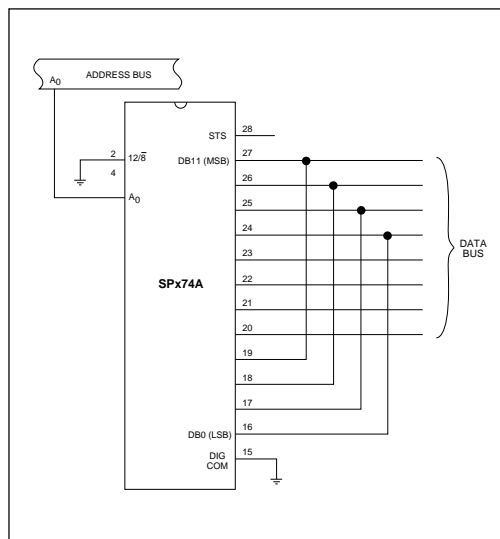 ADDRESS BUS
A0
STS
28
2
12/8̅
DB11 (MSB)
27
4
26
A0
25
24
DATA
BUS
23
SPx74A
22
21
20
19
18
17
DB0 (LSB)
16
DIG
COM
15